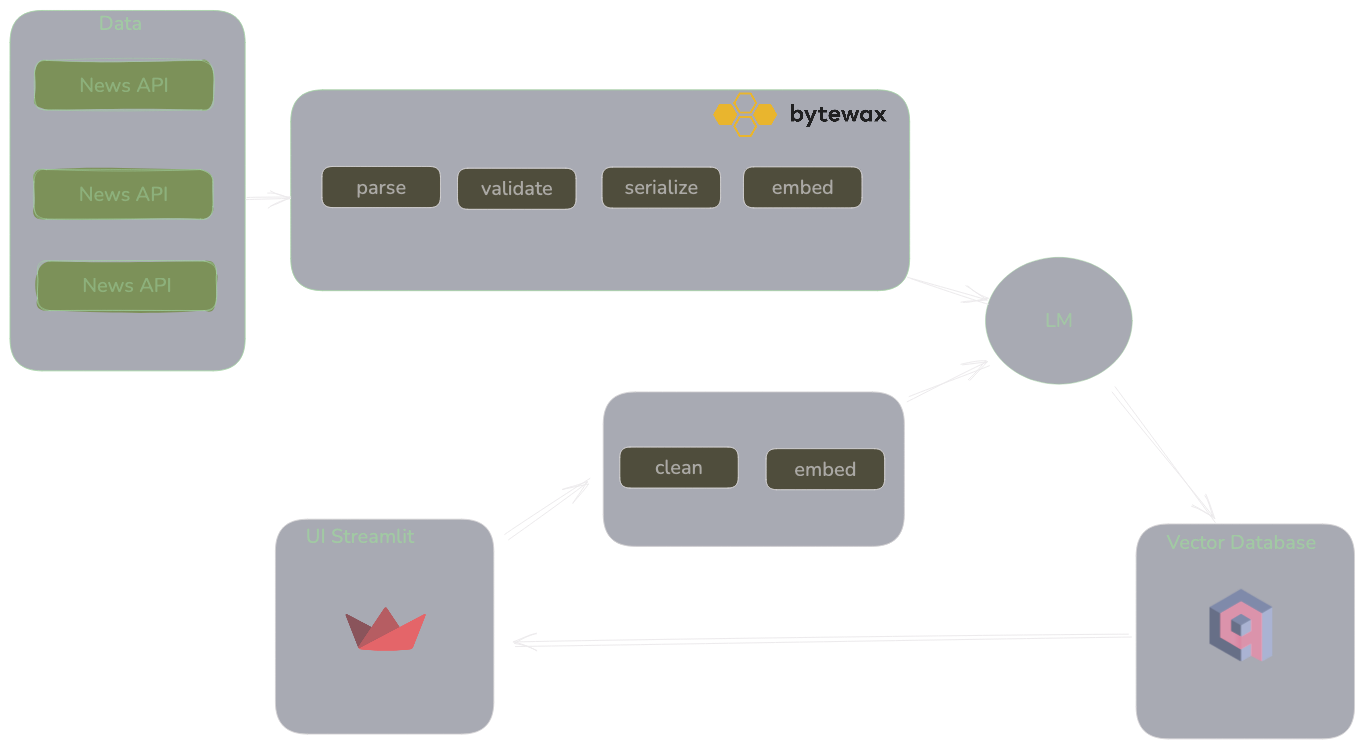 Data
News API
News API
News API
bytewax
parse
validate
serialize
embed
LM
clean
embed
UI Streamlit
Vector Database